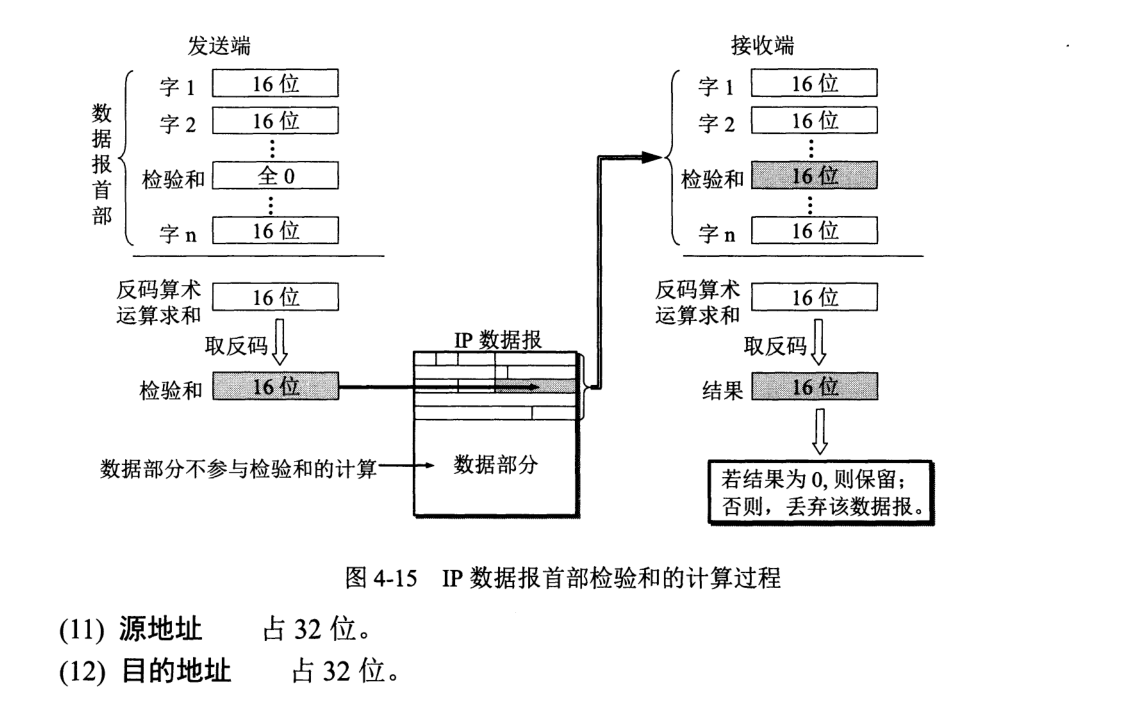 发送端
数据报首部
字 1 16 位
字 2 16 位
检验和 全 0
字 n 16 位
反码算术
运算求和 16 位
取反码
检验和 16 位
数据部分不参与检验和的计算
IP 数据报
数据部分
接收端
字 1 16 位
字 2 16 位
检验和 16 位
字 n 16 位
反码算术
运算求和 16 位
取反码
结果 16 位
若结果为 0, 则保留；
否则，丢弃该数据报。
图 4-15 IP 数据报首部检验和的计算过程
(11) 源地址 占 32 位。
(12) 目的地址 占 32 位。